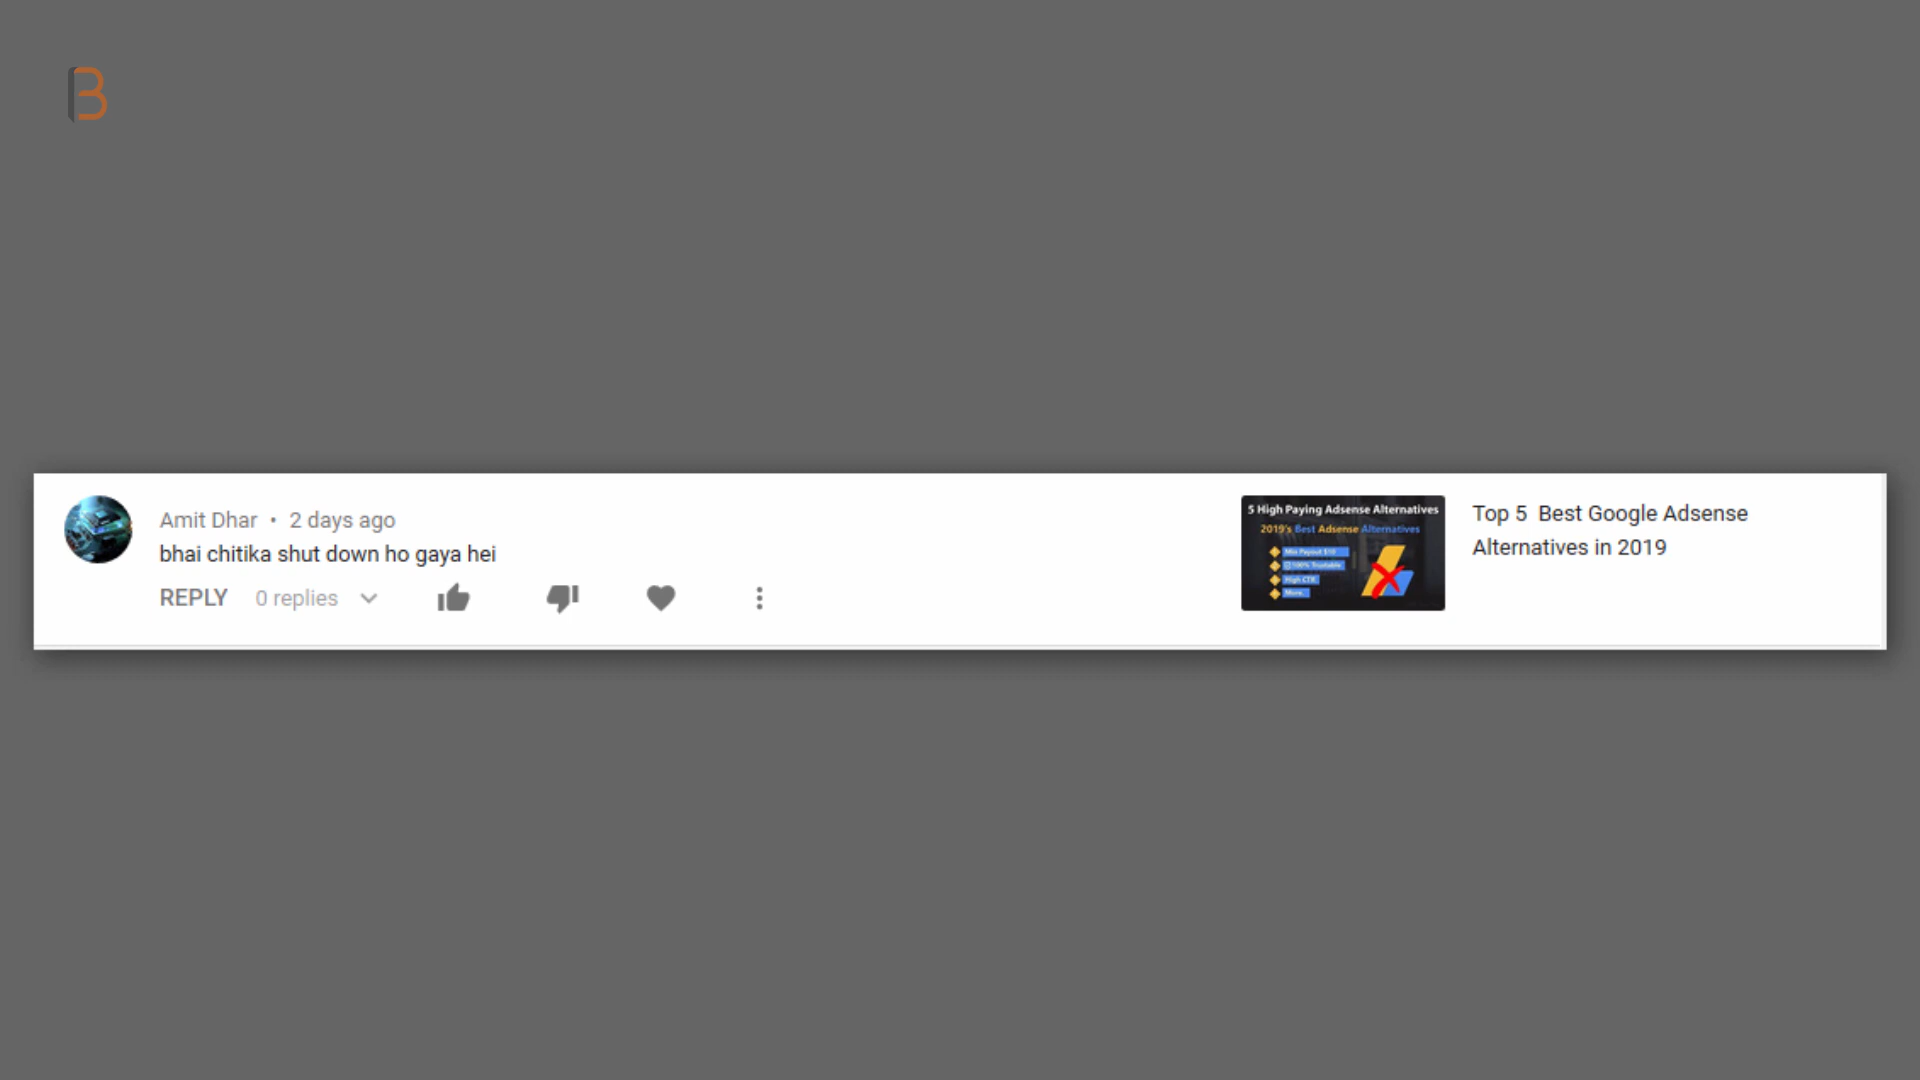 Amit Dhar • 2 days ago
bhai chitika shut down ho gaya hei
REPLY 0 replies
5 High Paying Adsense Alternatives
2019's Best Adsense Alternatives
Min Payout $10
100% Trustable
High CTR
More..
Top 5 Best Google Adsense
Alternatives in 2019